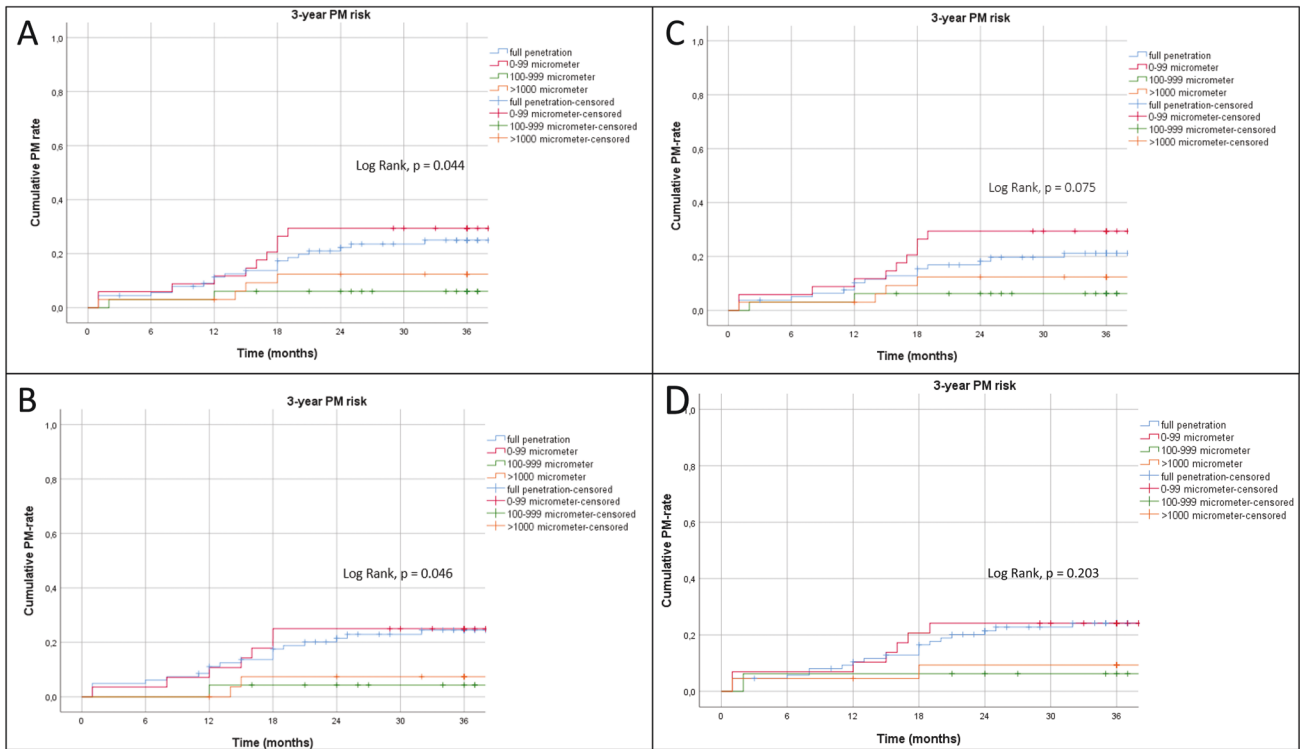 A
3-year PM risk
1,0
0,8
0,6
0,4
0,2
0,0
Cumulative PM rate
full penetration
0-99 micrometer
100-999 micrometer
>1000 micrometer
full penetration-censored
0-99 micrometer-censored
100-999 micrometer-censored
>1000 micrometer-censored
Log Rank, p = 0.044
0 6 12 18 24 30 36
Time (months)
C
3-year PM risk
1,0
0,8
0,6
0,4
0,2
0,0
Cumulative PM-rate
full penetration
0-99 micrometer
100-999 micrometer
>1000 micrometer
full penetration-censored
0-99 micrometer-censored
100-999 micrometer-censored
>1000 micrometer-censored
Log Rank, p = 0.075
0 6 12 18 24 30 36
Time (months)
B
3-year PM risk
1,0
0,8
0,6
0,4
0,2
0,0
Cumulative PM-rate
full penetration
0-99 micrometer
100-999 micrometer
>1000 micrometer
full penetration-censored
0-99 micrometer-censored
100-999 micrometer-censored
>1000 micrometer-censored
Log Rank, p = 0.046
0 6 12 18 24 30 36
Time (months)
D
3-year PM risk
1,0
0,8
0,6
0,4
0,2
0,0
Cumulative PM-rate
full penetration
0-99 micrometer
100-999 micrometer
>1000 micrometer
full penetration-censored
0-99 micrometer-censored
100-999 micrometer-censored
>1000 micrometer-censored
Log Rank, p = 0.203
0 6 12 18 24 30 36
Time (months)